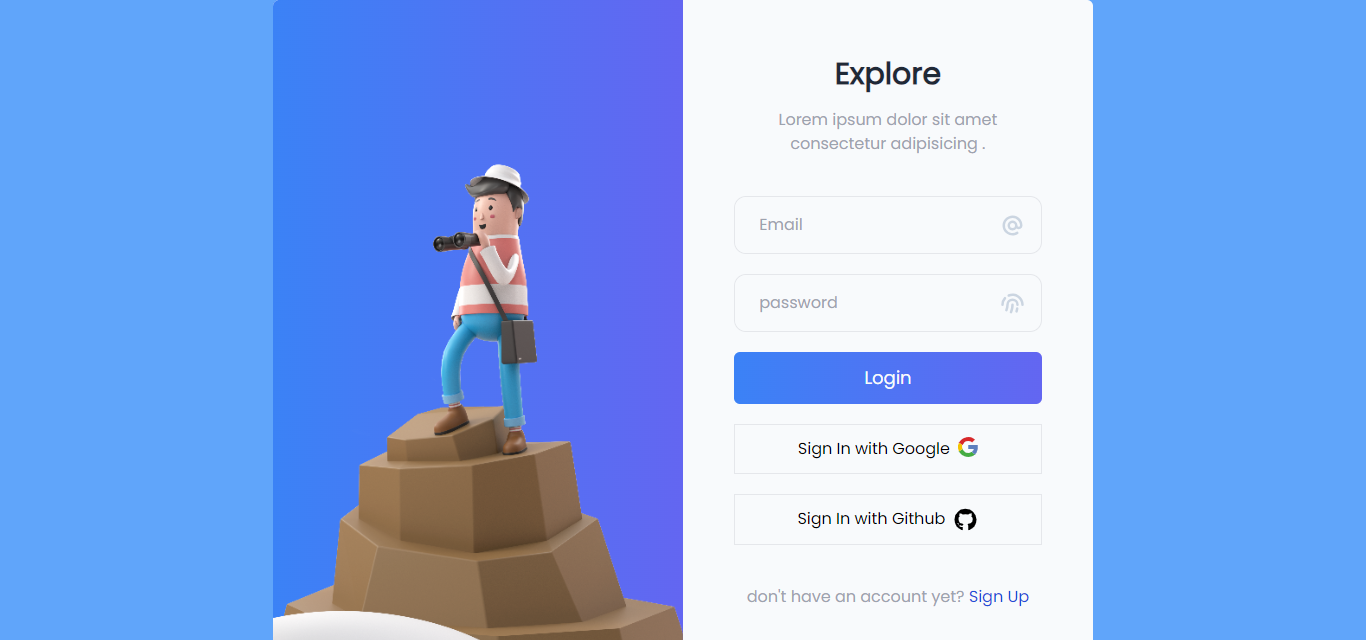 Explore
Lorem ipsum dolor sit amet
consectetur adipisicing .
Email
password
Login
Sign In with Google
Sign In with Github
don't have an account yet? Sign Up